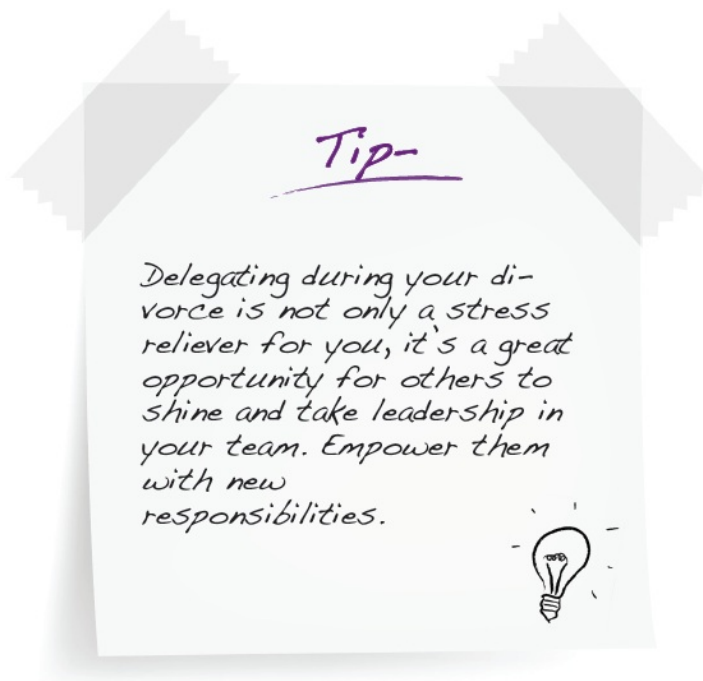 Tip-
Delegating during your di-
vorce is not only a stress
reliever for you, it's a great
opportunity for others to
shine and take leadership in
your team. Empower them
with new
responsibilities.